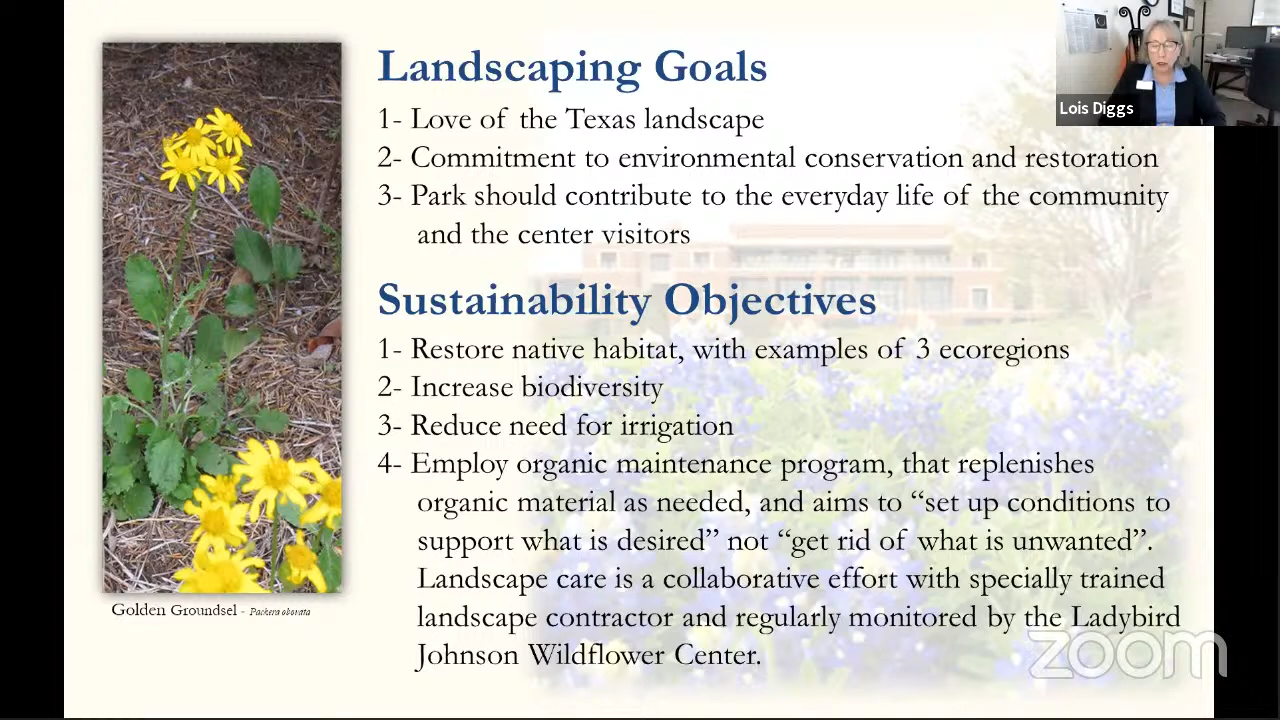 Landscaping Goals
1- Love of the Texas landscape
2- Commitment to environmental conservation and restoration
3- Park should contribute to the everyday life of the community
and the center visitors
Sustainability Objectives
1- Restore native habitat, with examples of 3 ecoregions
2- Increase biodiversity
3- Reduce need for irrigation
4- Employ organic maintenance program, that replenishes
organic material as needed, and aims to “set up conditions to
support what is desired” not “get rid of what is unwanted”.
Landscape care is a collaborative effort with specially trained
landscape contractor and regularly monitored by the Ladybird
Johnson Wildflower Center.
Golden Groundsel - Packera obovata
Lois Diggs
zoom